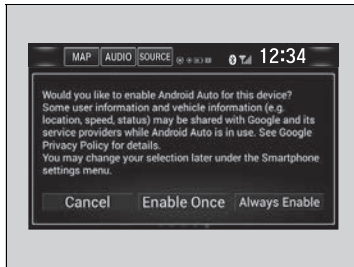 MAP AUDIO SOURCE 12:34
Would you like to enable Android Auto for
this device?
Some user information and vehicle information (e.g.
location, speed, status) may be shared with Google and its
service providers while Android Auto is in use. See Google
Privacy Policy for details.
You may change your selection later under the Smartphone
settings menu.
Cancel Enable Once Always Enable